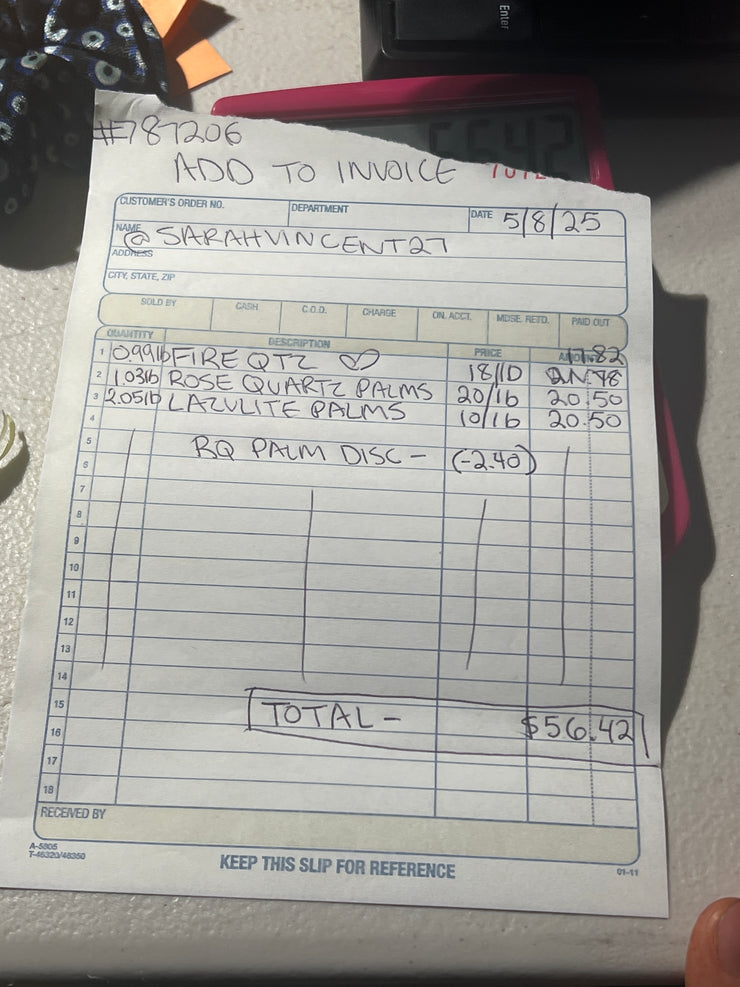 Enter
#787206
ADD TO INVOICE
CUSTOMER'S ORDER NO. DEPARTMENT DATE 5/8/25
NAME @SARAHVINCENT27
ADDRESS
CITY, STATE, ZIP
SOLD BY CASH C.O.D. CHARGE ON. ACCT. MDSE. RETD. PAID OUT
QUANTITY DESCRIPTION PRICE 17.82
1 0.99lb FIRE QTZ ∞ 18/lb
2 1.03lb ROSE QUARTZ PALMS 20/lb 20.50
3 2.05lb LAZULITE PALMS 10/lb 20.50
4
5 RQ PALM DISC – (-2.40)
6
7
8
9
10
11
12
13
14
15 TOTAL – $56.42
16
17
18
RECEIVED BY
A-5805
T-46320/46350
KEEP THIS SLIP FOR REFERENCE
01-11